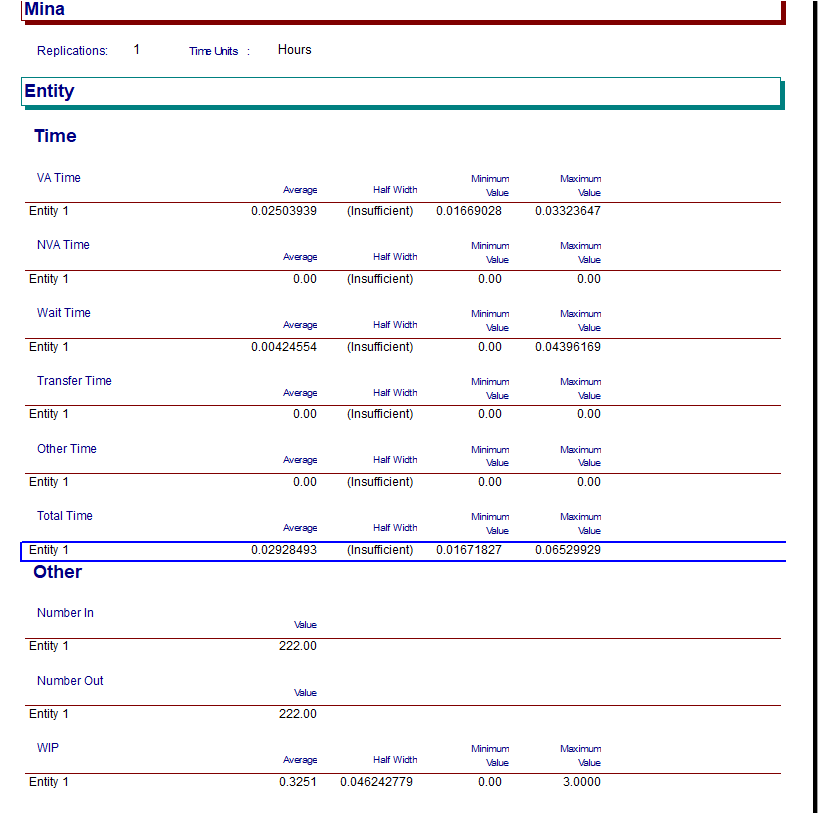 Mina
Replications: 1 Time Units : Hours
Entity
Time
VA Time
Average Half Width Minimum Value Maximum Value
Entity 1 0.02503939 (Insufficient) 0.01669028 0.03323647
NVA Time
Average Half Width Minimum Value Maximum Value
Entity 1 0.00 (Insufficient) 0.00 0.00
Wait Time
Average Half Width Minimum Value Maximum Value
Entity 1 0.00424554 (Insufficient) 0.00 0.04396169
Transfer Time
Average Half Width Minimum Value Maximum Value
Entity 1 0.00 (Insufficient) 0.00 0.00
Other Time
Average Half Width Minimum Value Maximum Value
Entity 1 0.00 (Insufficient) 0.00 0.00
Total Time
Average Half Width Minimum Value Maximum Value
Entity 1 0.02928493 (Insufficient) 0.01671827 0.06529929
Other
Number In
Value
Entity 1 222.00
Number Out
Value
Entity 1 222.00
WIP
Average Half Width Minimum Value Maximum Value
Entity 1 0.3251 0.046242779 0.00 3.0000